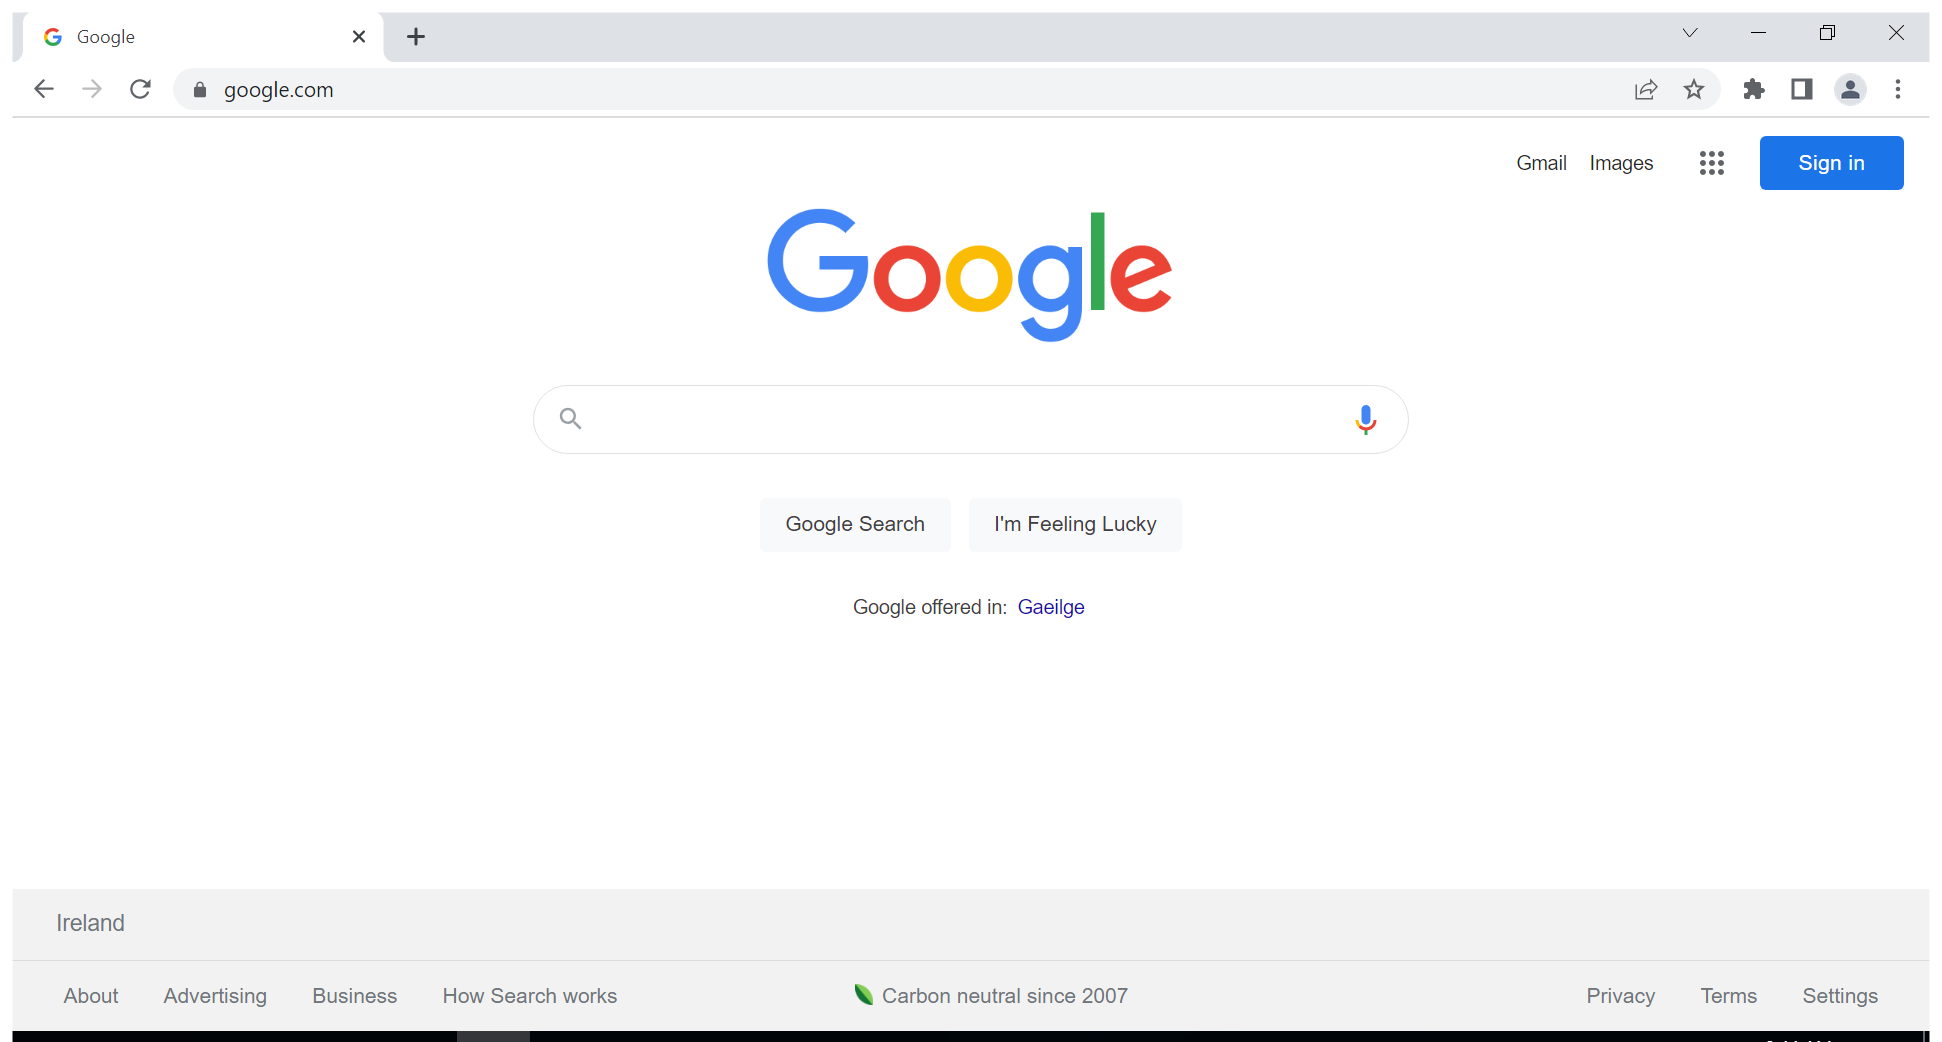 Google
google.com
Gmail Images Sign in
Google
Google Search I'm Feeling Lucky
Google offered in: Gaeilge
Ireland
About Advertising Business How Search works Carbon neutral since 2007 Privacy Terms Settings